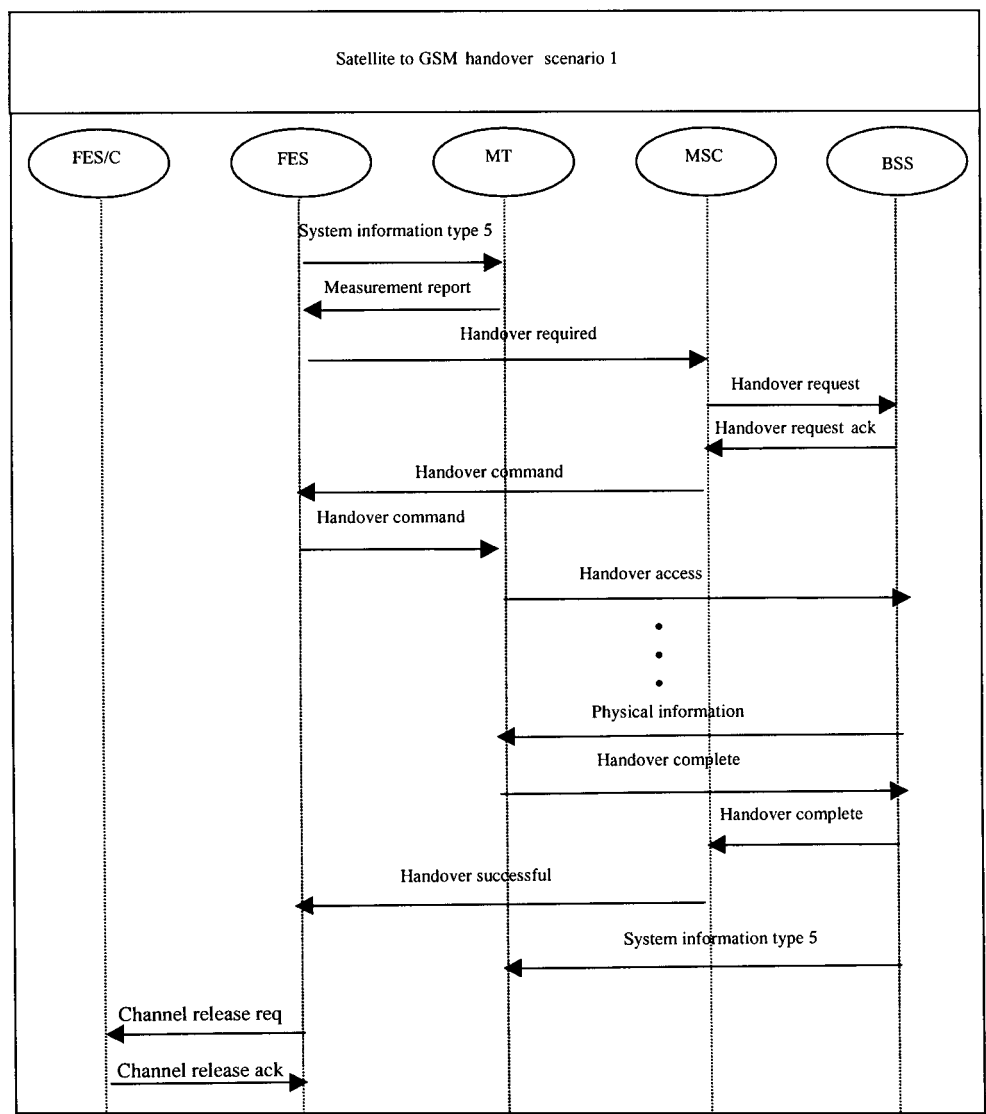 Satellite to GSM handover scenario 1
FES/C FES MT MSC BSS
System information type 5
Measurement report
Handover required
Handover request
Handover request ack
Handover command
Handover command
Handover access
Physical information
Handover complete
Handover complete
Handover successful
System information type 5
Channel release req
Channel release ack